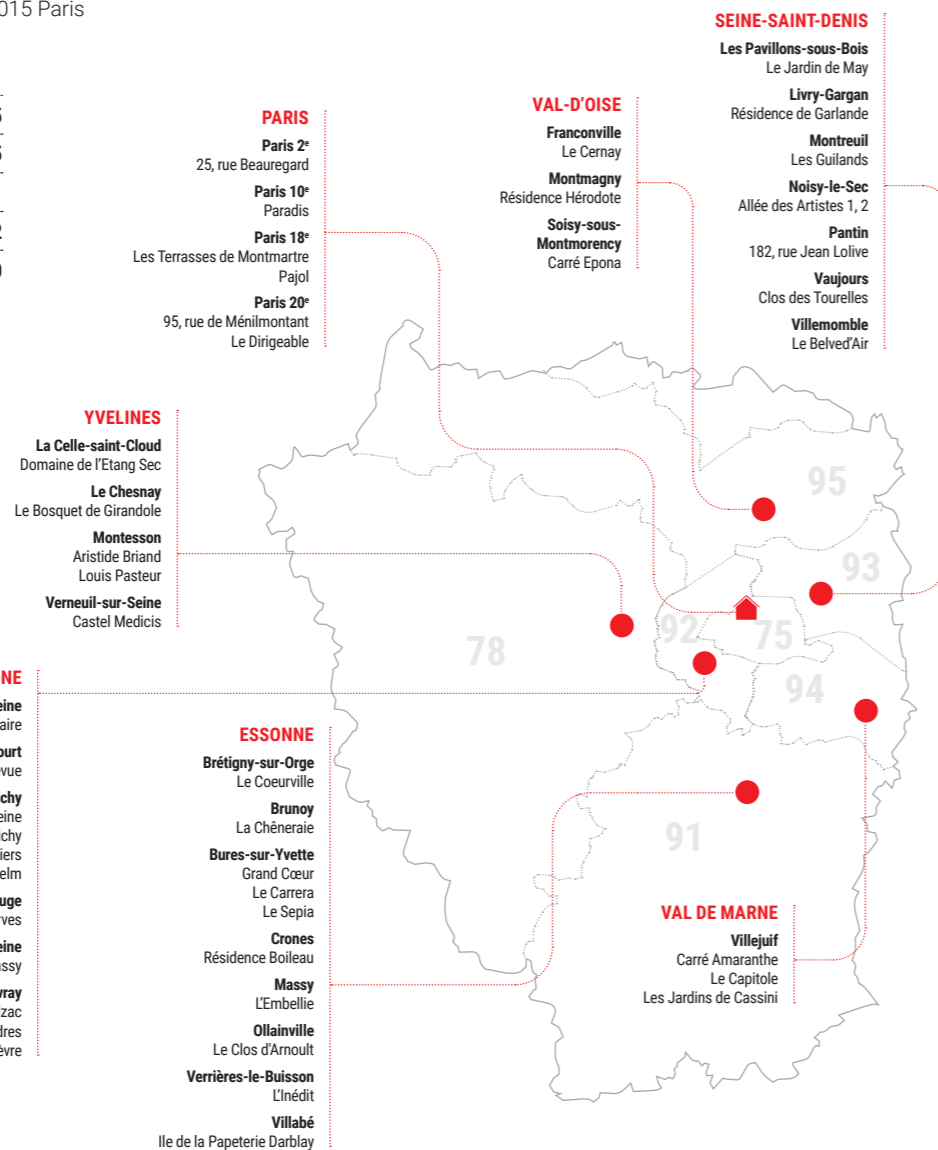 015 Paris
PARIS
Paris 2e
25, rue Beauregard
Paris 10e
Paradis
Paris 18e
Les Terrasses de Montmartre
Pajol
Paris 20e
95, rue de Ménilmontant
Le Dirigeable
VAL-D'OISE
Franconville
Le Cernay
Montmagny
Résidence Hérodote
Soisy-sous-
Montmorency
Carré Epona
SEINE-SAINT-DENIS
Les Pavillons-sous-Bois
Le Jardin de May
Livry-Gargan
Résidence de Garlande
Montreuil
Les Guilands
Noisy-le-Sec
Allée des Artistes 1, 2
Pantin
182, rue Jean Lolive
Vaujours
Clos des Tourelles
Villemomble
Le Belved'Air
YVELINES
La Celle-saint-Cloud
Domaine de l'Etang Sec
Le Chesnay
Le Bosquet de Girandole
Montesson
Aristide Briand
Louis Pasteur
Verneuil-sur-Seine
Castel Medicis
95
93
92
75
78
94
91
NE
eine
aire
ourt
vue
chy
eine
ichy
iers
elm
uge
rves
eine
assy
vray
zac
dres
èvre
ESSONNE
Brétigny-sur-Orge
Le Coeurville
Brunoy
La Chêneraie
Bures-sur-Yvette
Grand Cœur
Le Carrera
Le Sepia
Crones
Résidence Boileau
Massy
L'Embellie
Ollainville
Le Clos d'Arnoult
Verrières-le-Buisson
L'Inédit
Villabé
Ile de la Papeterie Darblay
VAL DE MARNE
Villejuif
Carré Amaranthe
Le Capitole
Les Jardins de Cassini